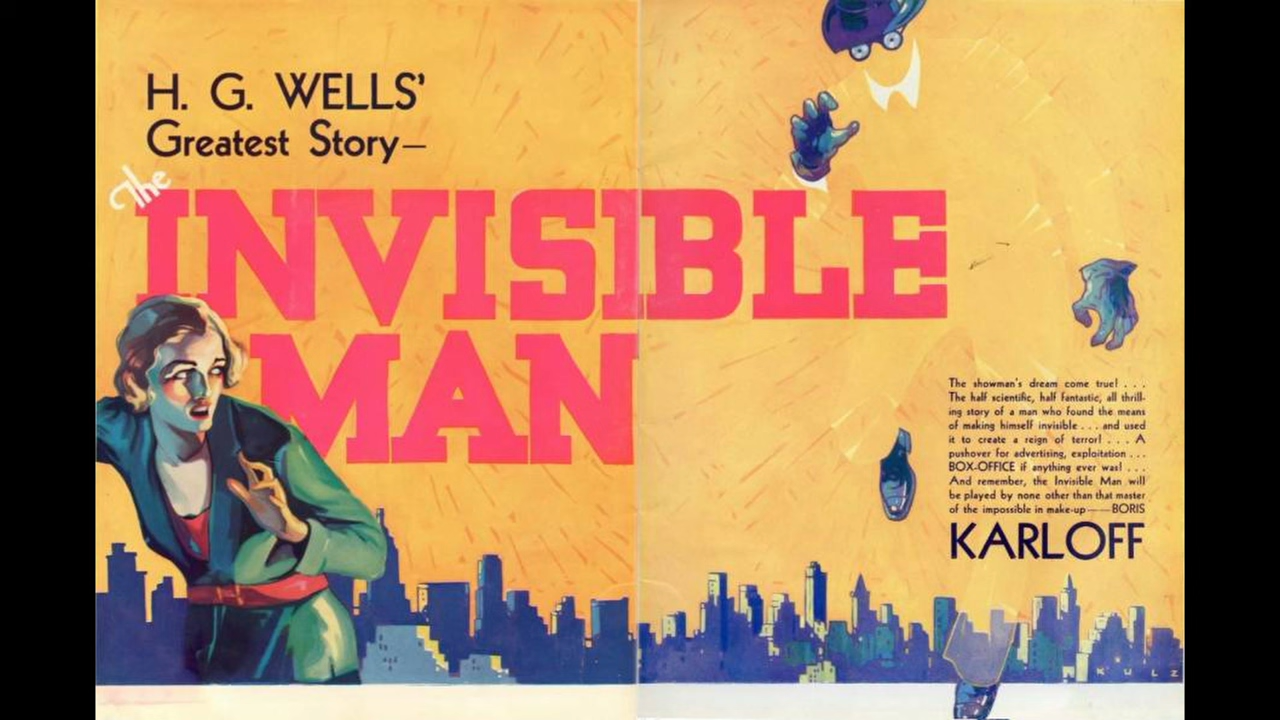 H. G. WELLS'
Greatest Story—
The
INVISIBLE
MAN
The showman's dream come true! . . .
The half scientific, half fantastic, all thrill-
ing story of a man who found the means
of making himself invisible . . . and used
it to create a reign of terror! . . . A
pushover for advertising, exploitation . . .
BOX-OFFICE if anything ever was! . . .
And remember, the Invisible Man will
be played by none other than that master
of the impossible in make-up——BORIS
KARLOFF
KULZ